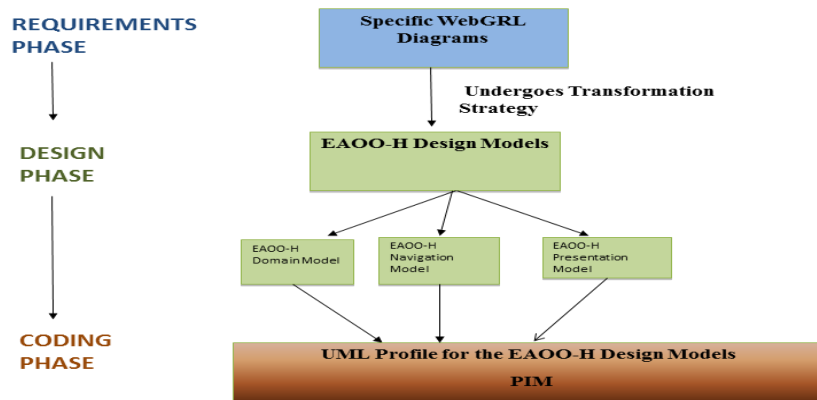 REQUIREMENTS
PHASE
Specific WebGRL
Diagrams
Undergoes Transformation
Strategy
DESIGN
PHASE
EAOO-H Design Models
EAOO-H
Domain Model
EAOO-H
Navigation
Model
EAOO-H
Presentation
Model
CODING
PHASE
UML Profile for the EAOO-H Design Models
PIM